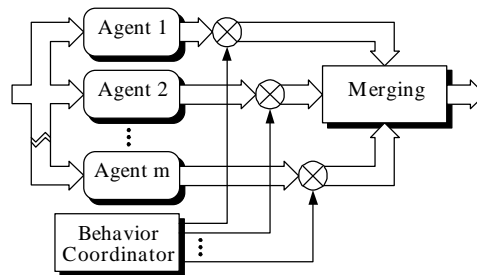 Agent 1
Agent 2
Agent m
Merging
Behavior
Coordinator